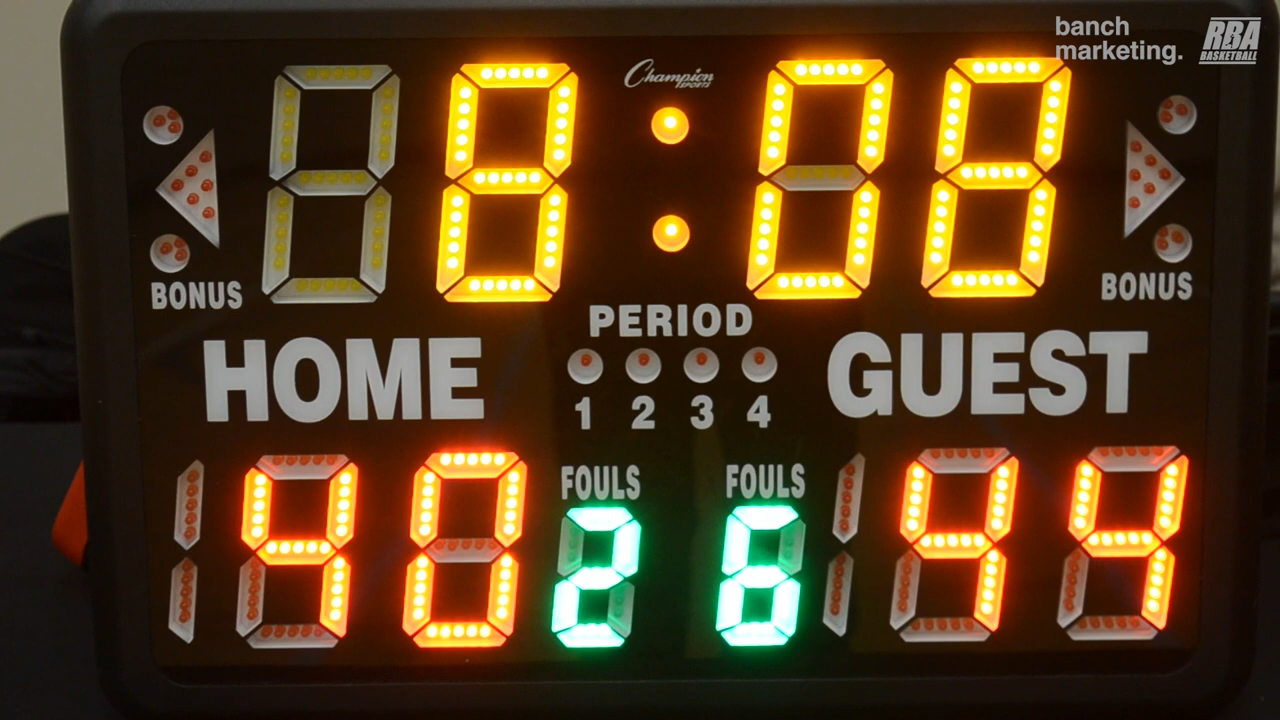 banch
marketing.
RBA
BASKETBALL
Champion
SPORTS
8:08
BONUS
BONUS
PERIOD
HOME
GUEST
1 2 3 4
FOULS
FOULS
40
2
6
44